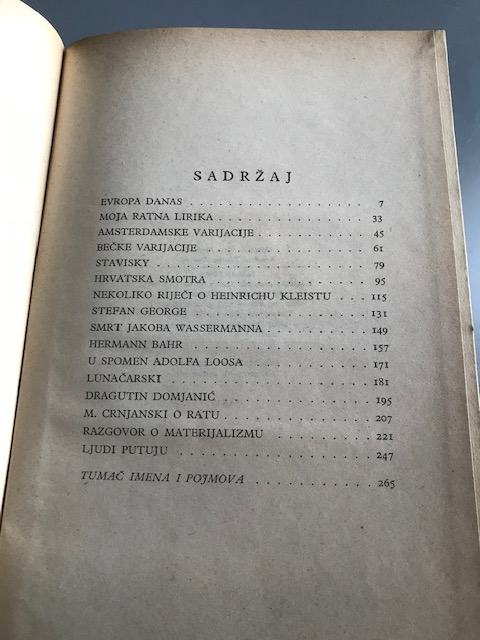 SADRŽAJ
EVROPA DANAS . . . . . . . . . . . . . . . . 7
MOJA RATNA LIRIKA . . . . . . . . . . . . . 33
AMSTERDAMSKE VARIJACIJE . . . . . . . . . . 45
BEČKE VARIJACIJE . . . . . . . . . . . . . . 61
STAVISKY . . . . . . . . . . . . . . . . . . 79
HRVATSKA SMOTRA . . . . . . . . . . . . . . 95
NEKOLIKO RIJEČI O HEINRICHU KLEISTU . . . 115
STEFAN GEORGE . . . . . . . . . . . . . . . 131
SMRT JAKOBA WASSERMANNA . . . . . . . . . . 149
HERMANN BAHR . . . . . . . . . . . . . . . . 157
U SPOMEN ADOLFA LOOSA . . . . . . . . . . . 171
LUNAČARSKI . . . . . . . . . . . . . . . . . 181
DRAGUTIN DOMJANIĆ . . . . . . . . . . . . . 195
M. CRNJANSKI O RATU . . . . . . . . . . . . 207
RAZGOVOR O MATERIJALIZMU . . . . . . . . . . 221
LJUDI PUTUJU . . . . . . . . . . . . . . . . 247
TUMAČ IMENA I POJMOVA . . . . . . . . . . . 265